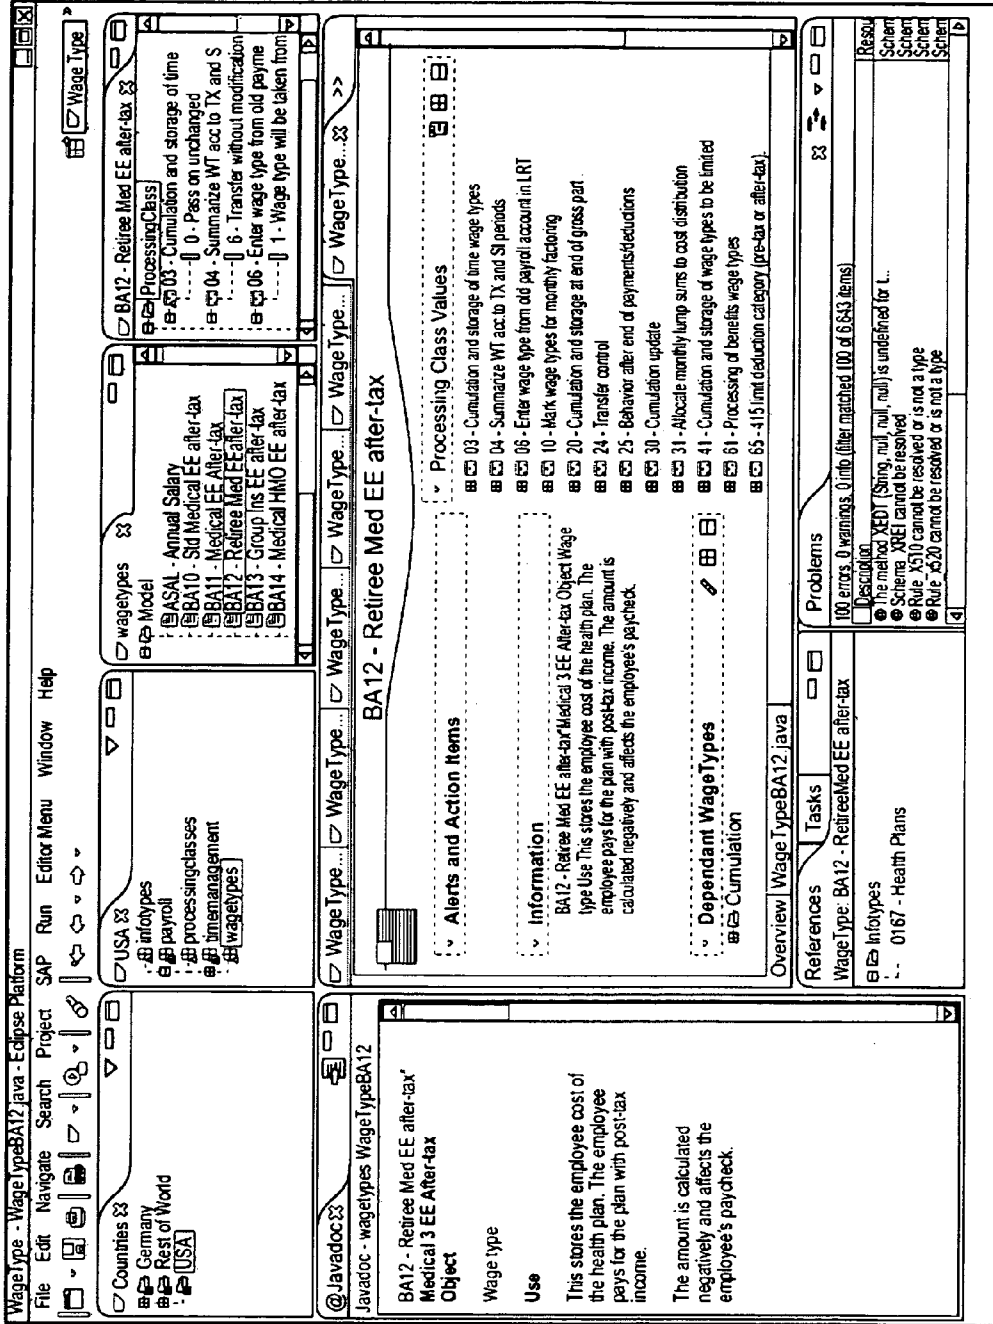 WageType - WageTypeBA12.java - Eclipse Platform
File Edit Navigate Search Project SAP Run Editor Menu Window Help
Wage Type »
Countries
Germany
Rest of World
USA
USA
infotypes
payroll
processingclasses
timemanagement
wagetypes
wagetypes
Model
ASAL - Annual Salary
BA10 - Std Medical EE after-tax
BA11 - Medical EE After-tax
BA12 - Retiree Med EE after-tax
BA13 - Group Ins EE after-tax
BA14 - Medical HMO EE after-tax
BA12 - Retiree Med EE after-tax
ProcessingClass
03 - Cumulation and storage of time
0 - Pass on unchanged
04 - Summarize WT acc to TX and S
6 - Transfer without modification
06 - Enter wage type from old payme
1 - Wage type will be taken from
@Javadoc
Javadoc - wagetypes WageTypeBA12
BA12 - Retiree Med EE after-tax"
Medical 3 EE After-tax
Object
Wage type
Use
This stores the employee cost of
the health plan. The employee
pays for the plan with post-tax
income.
The amount is calculated
negatively and affects the
employee's paycheck.
WageType... WageType... WageType... WageType... WageType... WageType... >>
BA12 - Retiree Med EE after-tax
Alerts and Action Items
Information
BA12 - Retiree Med EE after-tax"Medical 3 EE After-tax Object Wage
type Use This stores the employee cost of the health plan. The
employee pays for the plan with post-tax income. The amount is
calculated negatively and affects the employee's paycheck.
Dependant WageTypes
Cumulation
Processing Class Values
03 - Cumulation and storage of time wage types
04 - Summarize WT acc.to TX and SI periods
06 - Enter wage type from old payroll account in LRT
10 - Mark wage types for monthly factoring
20 - Cumulation and storage at end of gross part
24 - Transfer control
25 - Behavior after end of payments/deductions
30 - Cumulation update
31 - Allocate monthly lump sums to cost distribution
41 - Cumulation and storage of wage types to be limited
61 - Processing of benefits wage types
65 - 415 limit deduction category (pre-tax or after-tax)
Overview WageTypeBA12.java
References Tasks
WageType: BA12 - RetireeMed EE after-tax
Infotypes
0167 - Health Plans
Problems
100 errors, 0 warnings, 0 info (filter matched 100 of 6,643 items)
Description Resou
The method XEDT (String, null, null, null) is undefined for t... Schem
Schema XREI cannot be resolved Schem
Rule X510 cannot be resolved or is not a type Schem
Rule x520 cannot be resolved or is not a type Schem